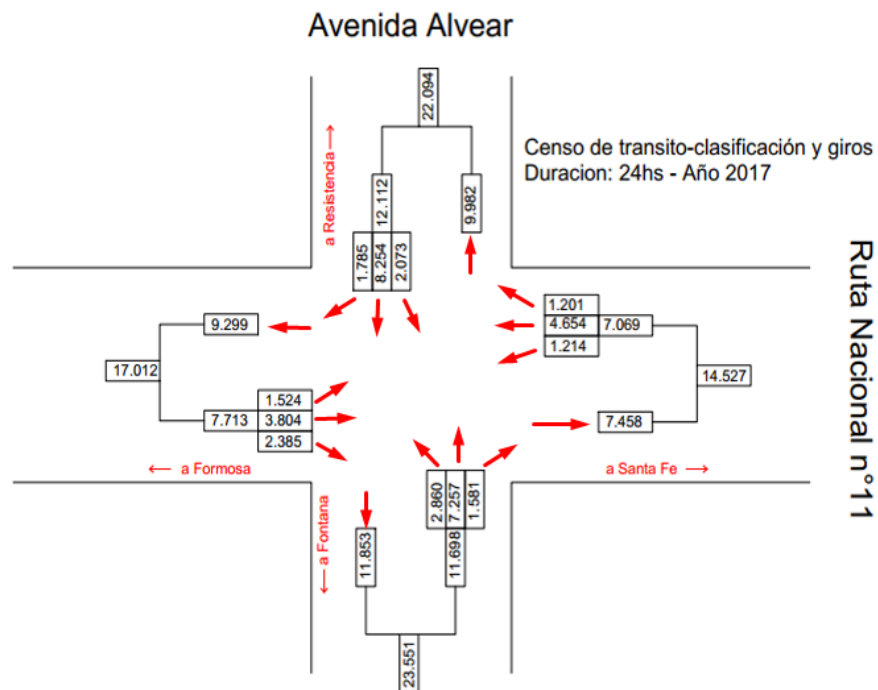 Avenida Alvear
22.094
Censo de transito-clasificación y giros
Duracion: 24hs - Año 2017
a Resistencia
12.112
9.982
1.785 8.254 2.073
Ruta Nacional n°11
1.201
9.299
4.654 7.069
1.214
17.012
14.527
1.524
7.713 3.804
7.458
2.385
a Formosa
a Santa Fe
2.860 7.257 1.581
a Fontana
11.853
11.698
23.551